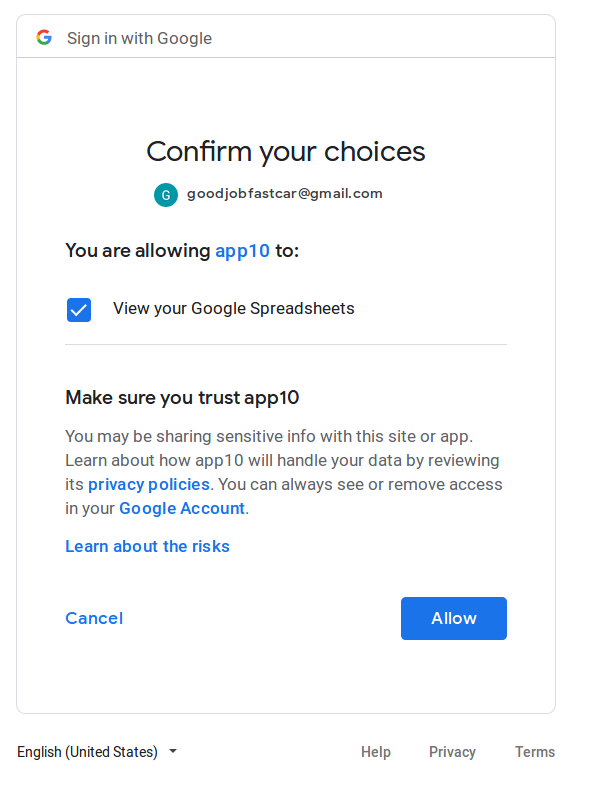 Sign in with Google
Confirm your choices
G goodjobfastcar@gmail.com
You are allowing app10 to:
View your Google Spreadsheets
Make sure you trust app10
You may be sharing sensitive info with this site or app.
Learn about how app10 will handle your data by reviewing
its privacy policies. You can always see or remove access
in your Google Account.
Learn about the risks
Cancel Allow
English (United States) Help Privacy Terms